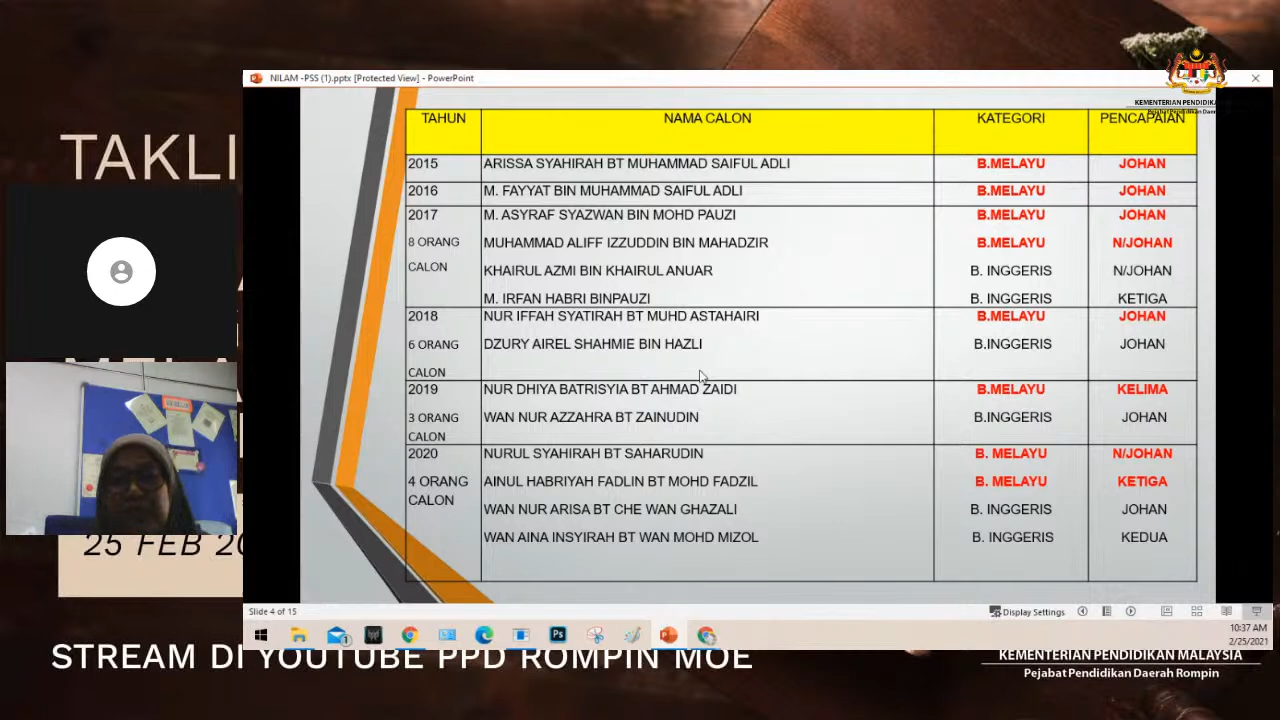 NILAM -PSS (1).pptx [Protected View] - PowerPoint
KEMENTERIAN PENDIDIKA
Pejabat Pendidikan Daera
TAKLI
TAHUN NAMA CALON KATEGORI PENCAPAIAN
2015 ARISSA SYAHIRAH BT MUHAMMAD SAIFUL ADLI B.MELAYU JOHAN
2016 M. FAYYAT BIN MUHAMMAD SAIFUL ADLI B.MELAYU JOHAN
2017 M. ASYRAF SYAZWAN BIN MOHD PAUZI B.MELAYU JOHAN
8 ORANG MUHAMMAD ALIFF IZZUDDIN BIN MAHADZIR B.MELAYU N/JOHAN
CALON KHAIRUL AZMI BIN KHAIRUL ANUAR B. INGGERIS N/JOHAN
M. IRFAN HABRI BINPAUZI B. INGGERIS KETIGA
2018 NUR IFFAH SYATIRAH BT MUHD ASTAHAIRI B.MELAYU JOHAN
6 ORANG DZURY AIREL SHAHMIE BIN HAZLI B.INGGERIS JOHAN
CALON
2019 NUR DHIYA BATRISYIA BT AHMAD ZAIDI B.MELAYU KELIMA
3 ORANG WAN NUR AZZAHRA BT ZAINUDIN B.INGGERIS JOHAN
CALON
2020 NURUL SYAHIRAH BT SAHARUDIN B. MELAYU N/JOHAN
4 ORANG AINUL HABRIYAH FADLIN BT MOHD FADZIL B. MELAYU KETIGA
CALON WAN NUR ARISA BT CHE WAN GHAZALI B. INGGERIS JOHAN
WAN AINA INSYIRAH BT WAN MOHD MIZOL B. INGGERIS KEDUA
25 FEB 20
Slide 4 of 15 Display Settings
10:37 AM
2/25/2021
STREAM DI YOUTUBE PPD ROMPIN MOE
KEMENTERIAN PENDIDIKAN MALAYSIA
Pejabat Pendidikan Daerah Rompin